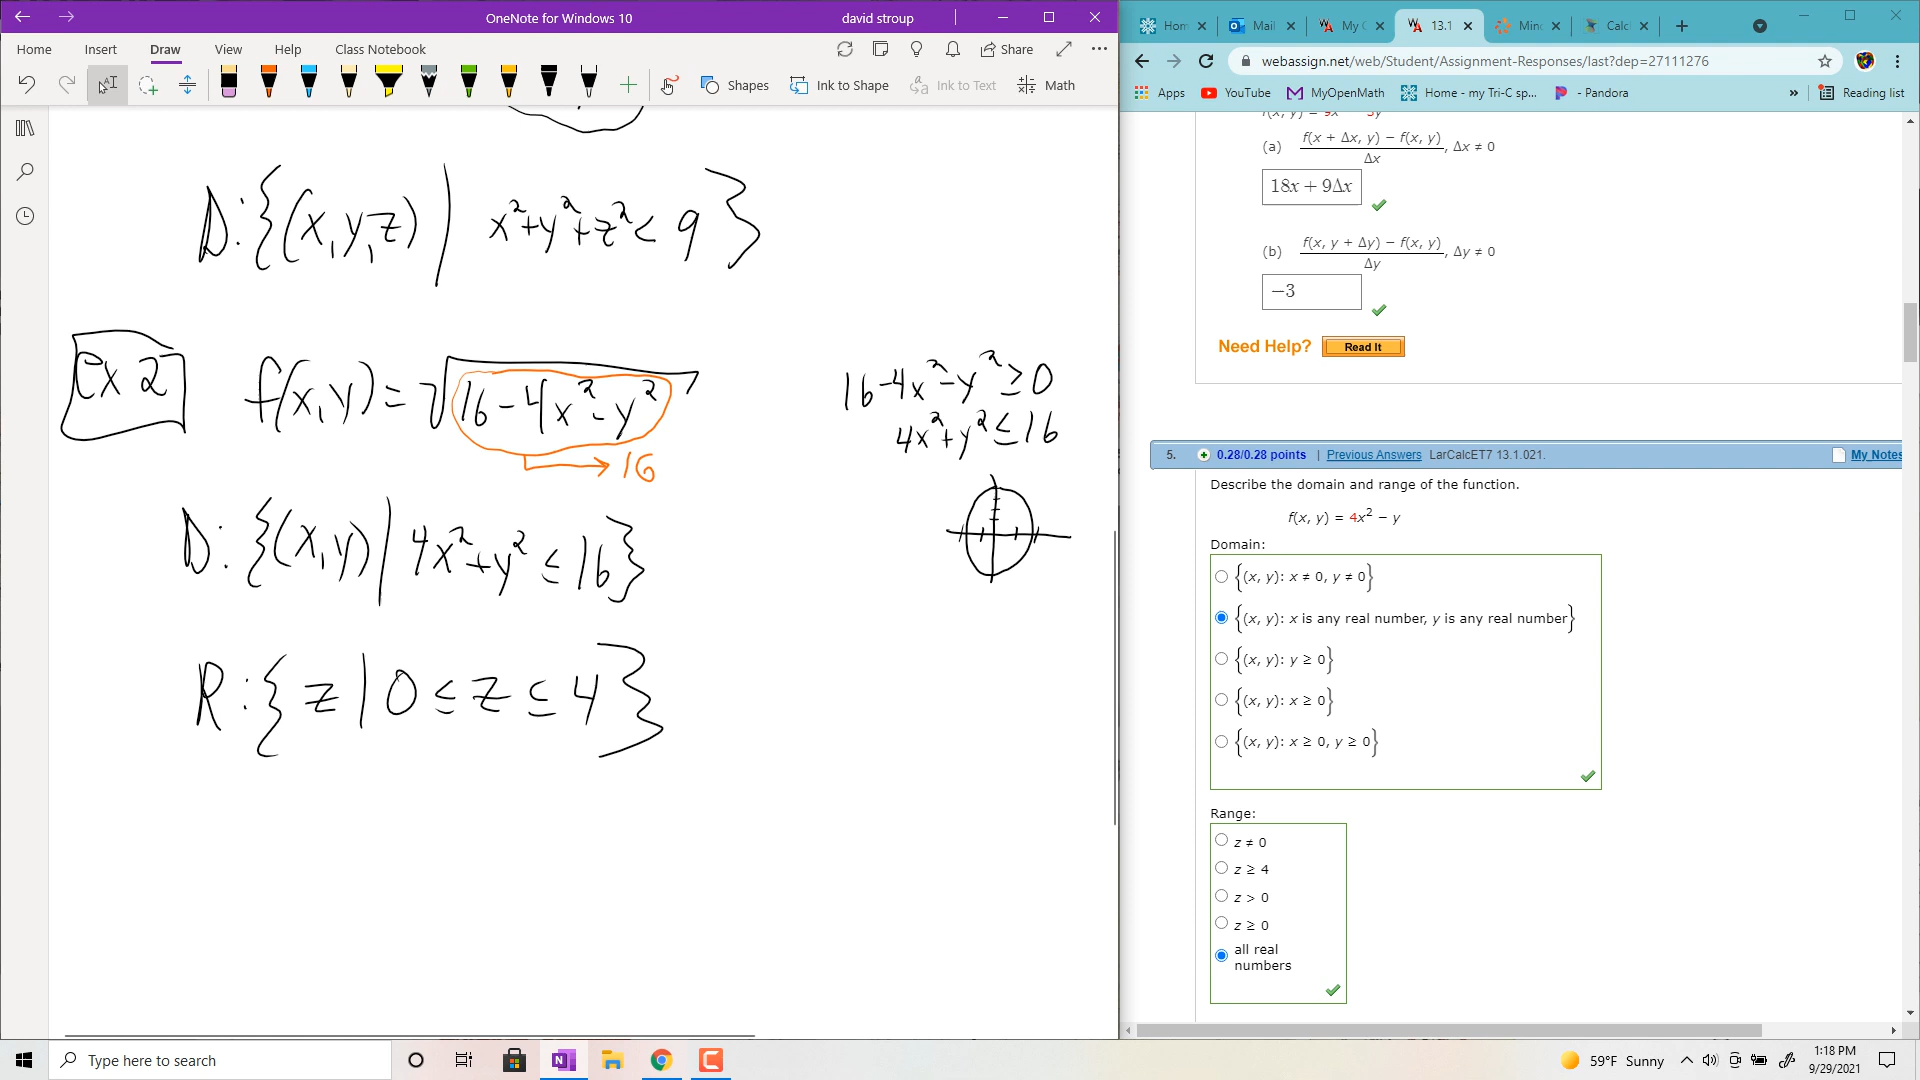 OneNote for Windows 10
david stroup
Home Insert Draw View Help Class Notebook
Share
Shapes
Ink to Shape
Ink to Text
Math
D: {(x,y,z) | x²+y²+z² < 9}
ex 2
f(x,y) = √16-4x²-y²
→ 16
16-4x²-y² ≥ 0
4x²+y² ≤ 16
D: {(x,y) | 4x²+y² ≤ 16}
R: {z | 0 ≤ z ≤ 4}
Hom
Mail
My C
13.1
Minc
Calc
webassign.net/web/Student/Assignment-Responses/last?dep=27111276
Apps YouTube MyOpenMath Home - my Tri-C sp... - Pandora » Reading list
(a) f(x + Δx, y) − f(x, y)
Δx
, Δx ≠ 0
18x + 9Δx
(b) f(x, y + Δy) − f(x, y)
Δy
, Δy ≠ 0
−3
Need Help? Read It
5. 0.28/0.28 points | Previous Answers LarCalcET7 13.1.021. My Notes
Describe the domain and range of the function.
f(x, y) = 4x² − y
Domain:
{(x, y): x ≠ 0, y ≠ 0}
{(x, y): x is any real number, y is any real number}
{(x, y): y ≥ 0}
{(x, y): x ≥ 0}
{(x, y): x ≥ 0, y ≥ 0}
Range:
z ≠ 0
z ≥ 4
z > 0
z ≥ 0
all real
numbers
Type here to search
59°F Sunny
1:18 PM
9/29/2021